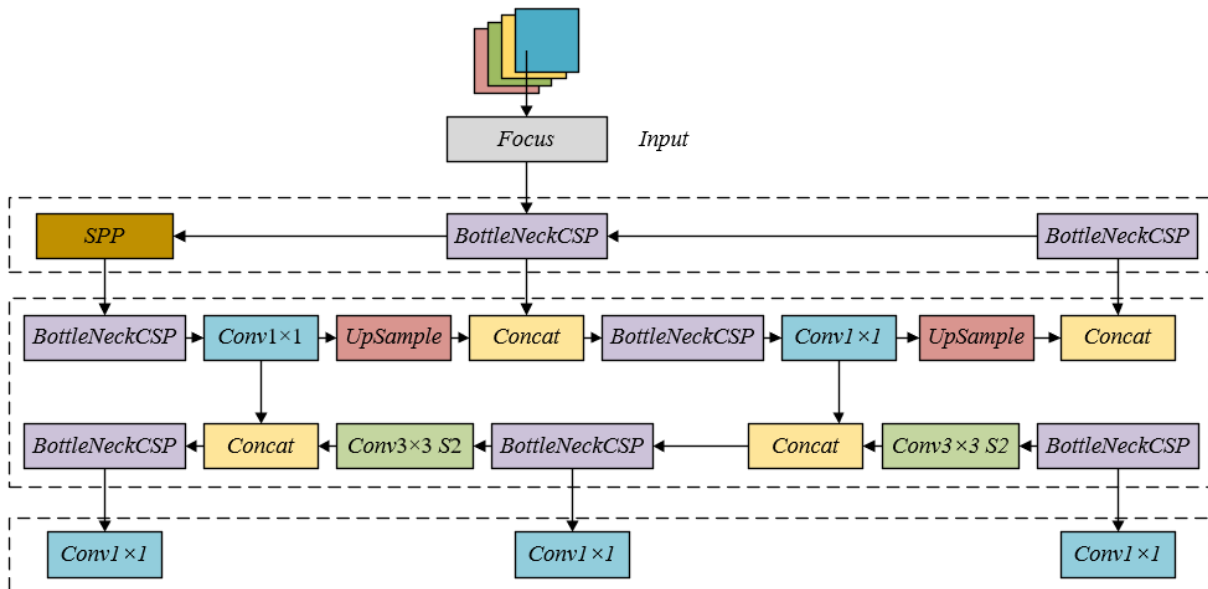 Focus
Input
SPP
BottleNeckCSP
BottleNeckCSP
BottleNeckCSP
Conv1×1
UpSample
Concat
BottleNeckCSP
Conv1×1
UpSample
Concat
BottleNeckCSP
Concat
Conv3×3 S2
BottleNeckCSP
Concat
Conv3×3 S2
BottleNeckCSP
Conv1×1
Conv1×1
Conv1×1